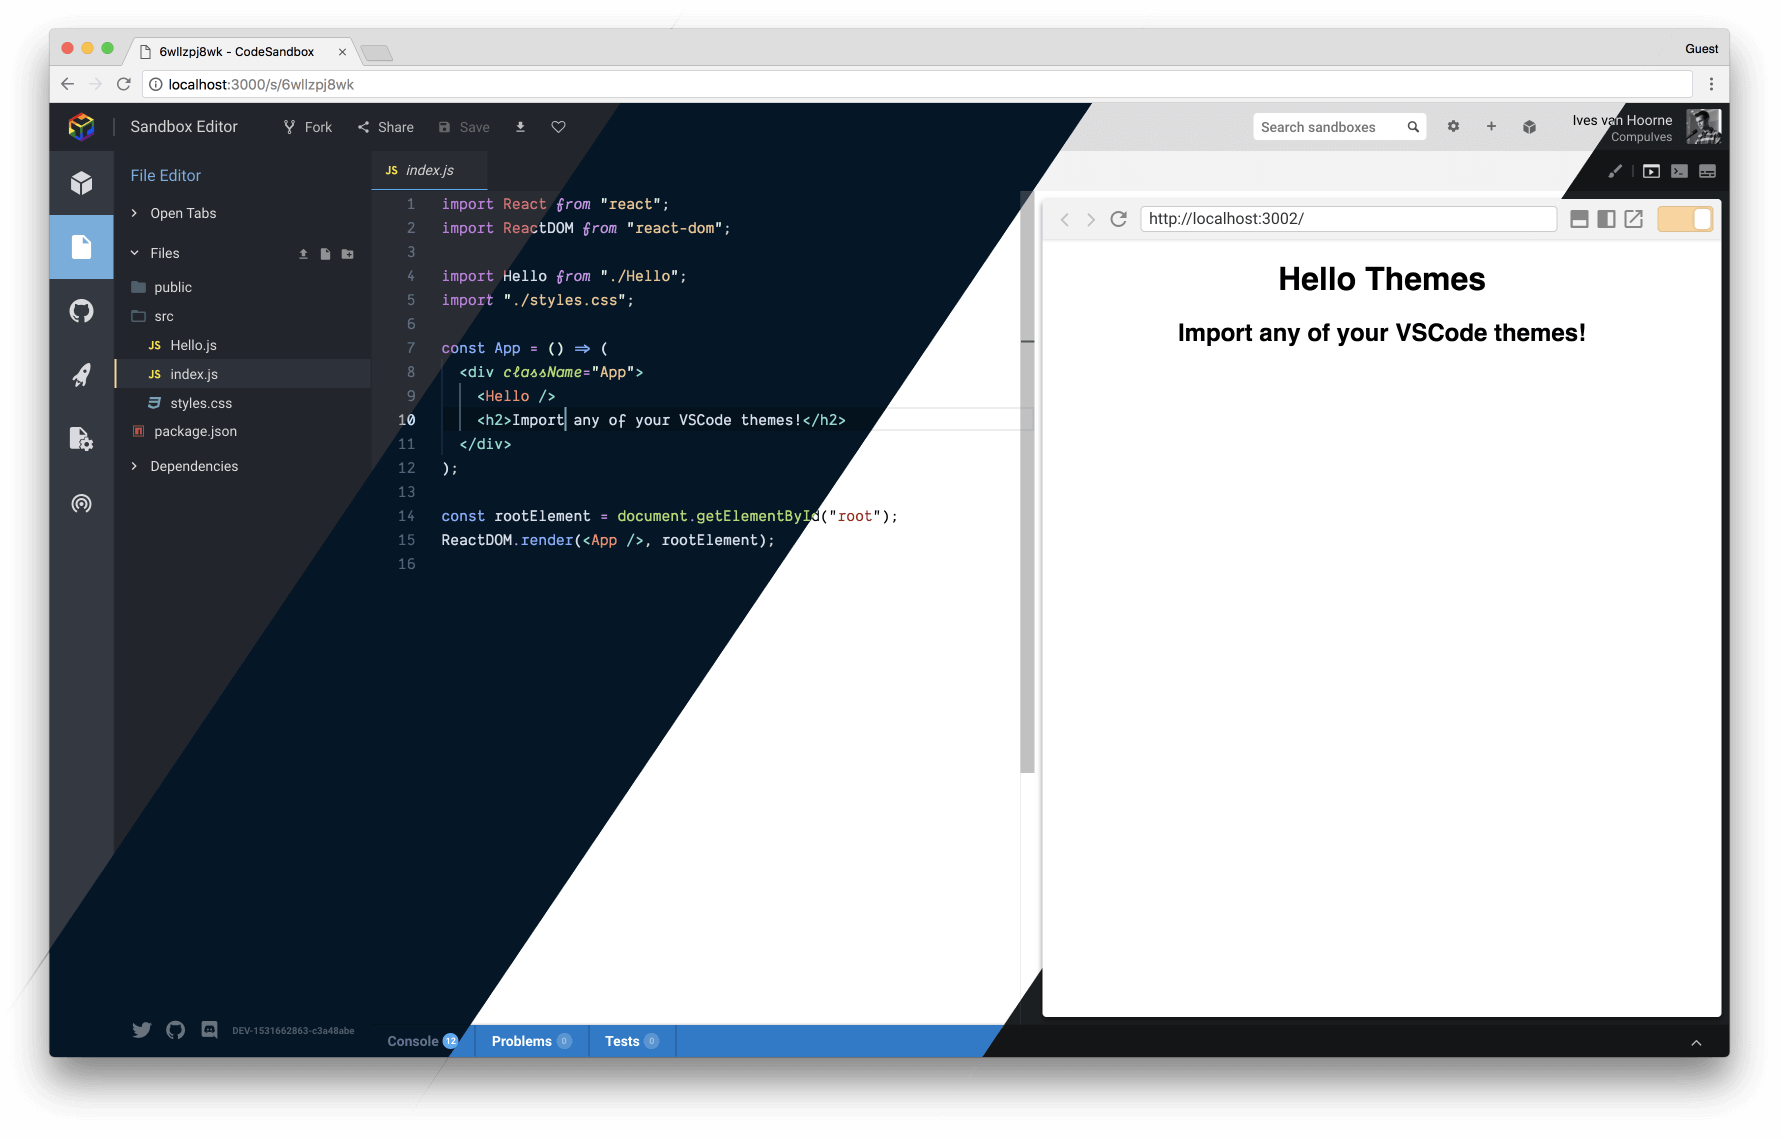 6wllzpj8wk - CodeSandbox
Guest
localhost:3000/s/6wllzpj8wk
Sandbox Editor
Fork
Share
Save
Search sandboxes
Ives van Hoorne
Compulves
File Editor
Open Tabs
Files
public
src
JS Hello.js
JS index.js
styles.css
package.json
Dependencies
JS index.js
1 import React from "react";
2 import ReactDOM from "react-dom";
3
4 import Hello from "./Hello";
5 import "./styles.css";
6
7 const App = () => (
8 <div className="App">
9 <Hello />
10 <h2>Import any of your VSCode themes!</h2>
11 </div>
12 );
13
14 const rootElement = document.getElementById("root");
15 ReactDOM.render(<App />, rootElement);
16
http://localhost:3002/
Hello Themes
Import any of your VSCode themes!
DEV-1531662863-c3a48abe
Console 12
Problems 0
Tests 0